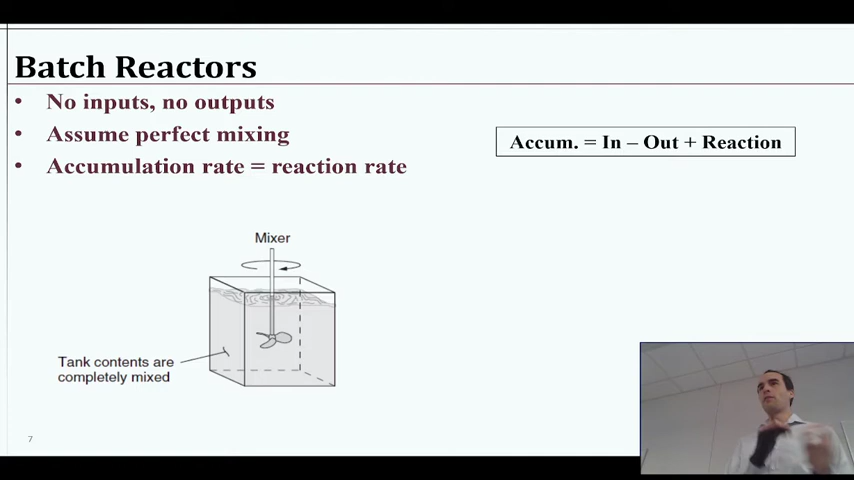 Batch Reactors
• No inputs, no outputs
• Assume perfect mixing
• Accumulation rate = reaction rate
Accum. = In – Out + Reaction
Mixer
Tank contents are
completely mixed
7